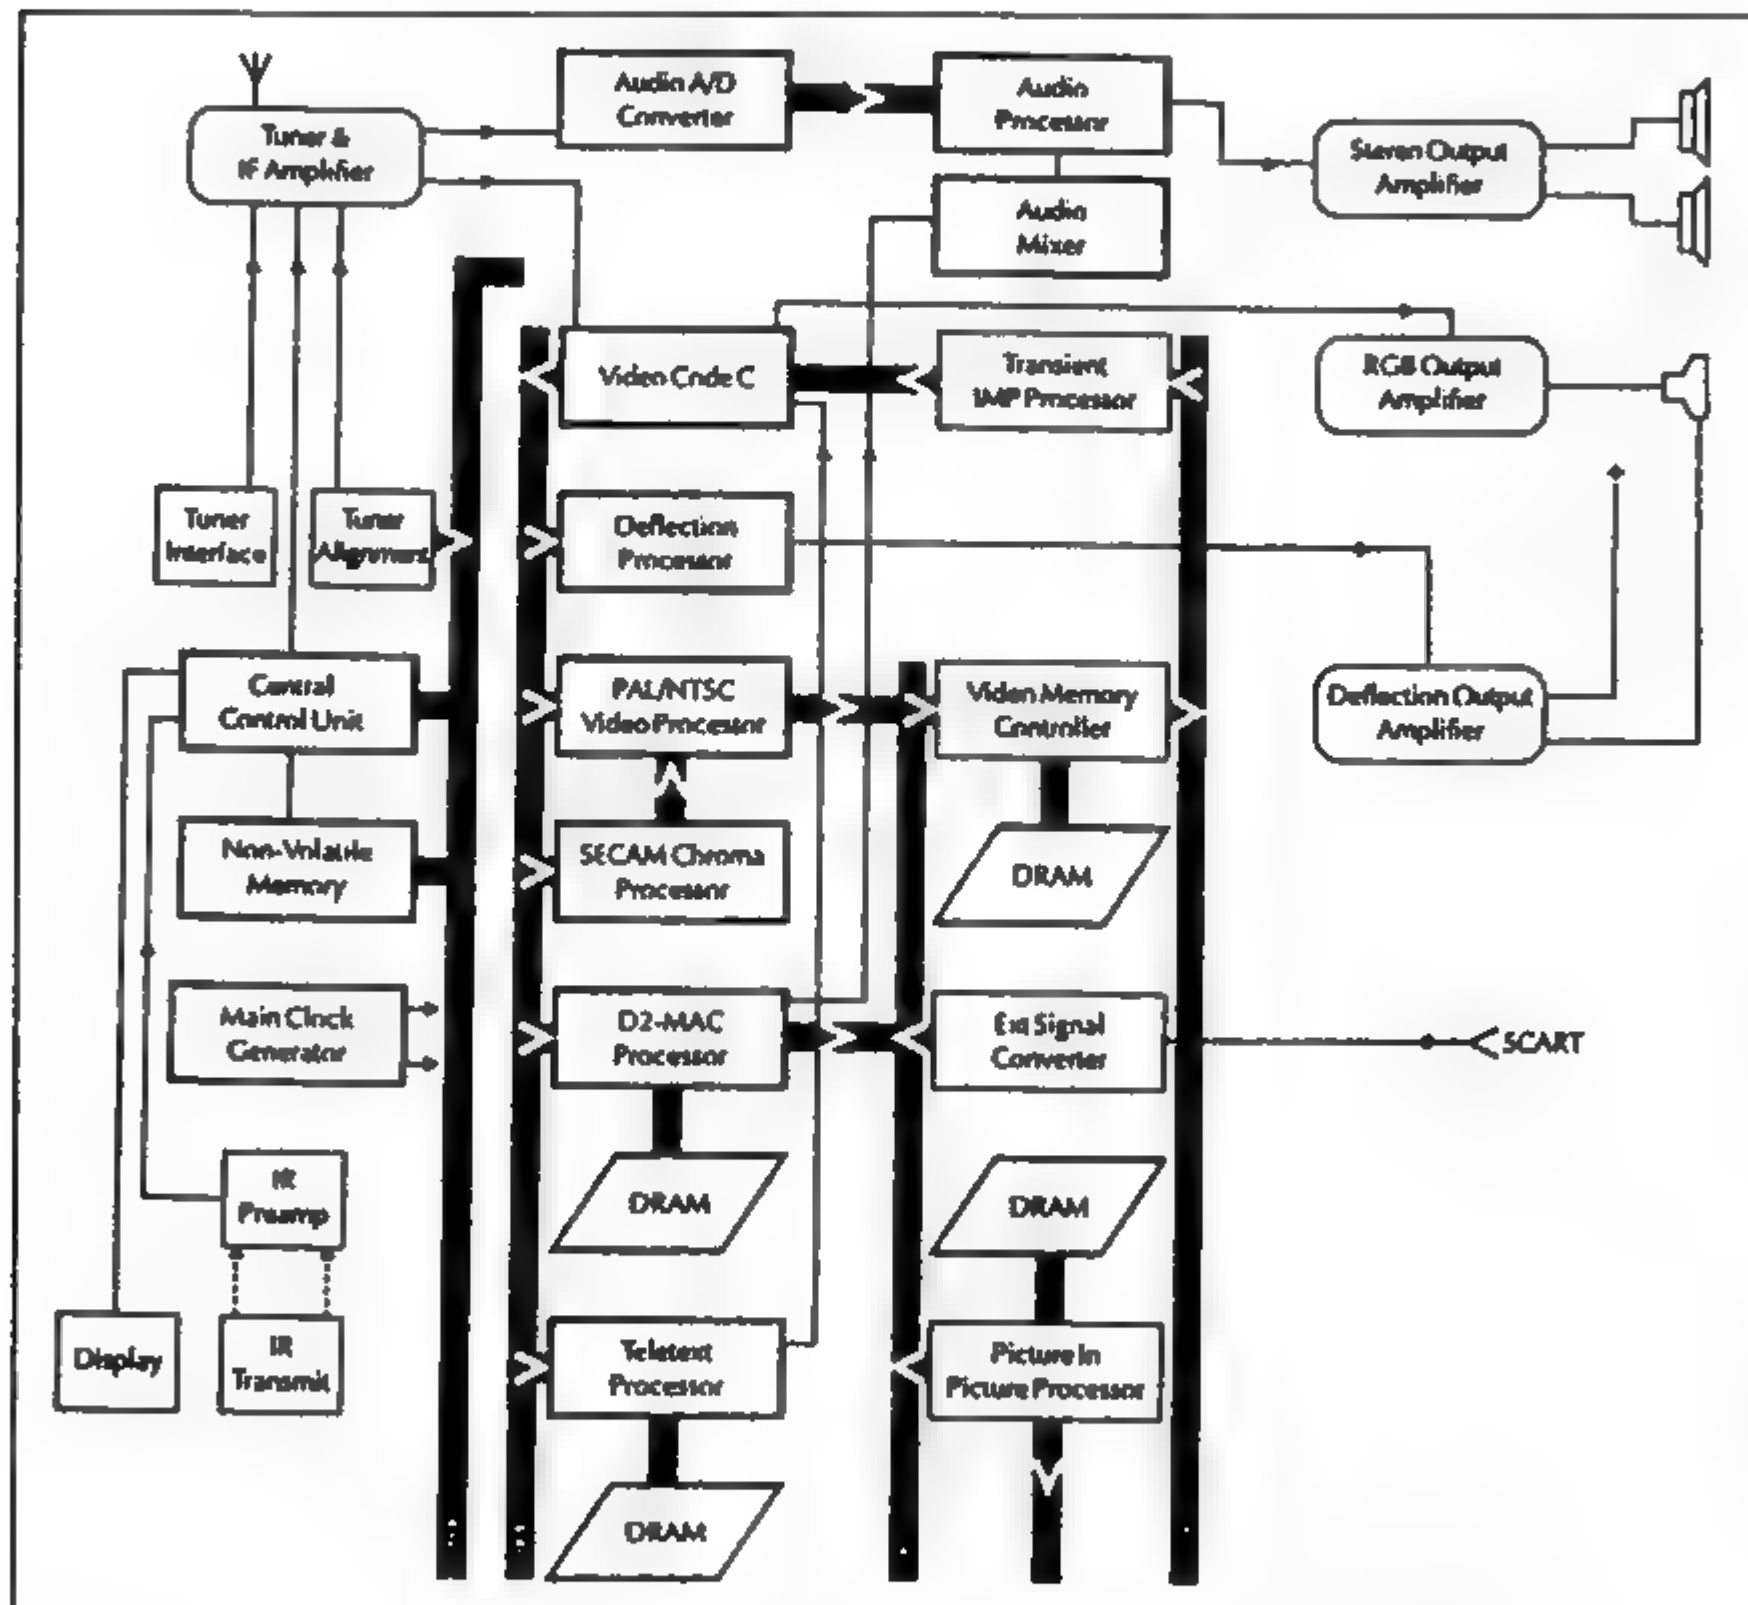 Audio A/D
Converter
Audio
Processor
Tuner &
IF Amplifier
Steren Output
Amplifier
Audio
Mixer
Video Code C
Transient
IMP Processor
RGB Output
Amplifier
Tuner
Interface
Tuner
Alignment
Deflection
Processor
Central
Control Unit
PAL/NTSC
Video Processor
Video Memory
Controller
Deflection Output
Amplifier
Non-Volatile
Memory
SECAM Chroma
Processor
DRAM
Main Clock
Generator
D2-MAC
Processor
Ext Signal
Converter
SCART
IR
Preamp
DRAM
DRAM
Display
IR
Transmit
Teletext
Processor
Picture In
Picture Processor
DRAM